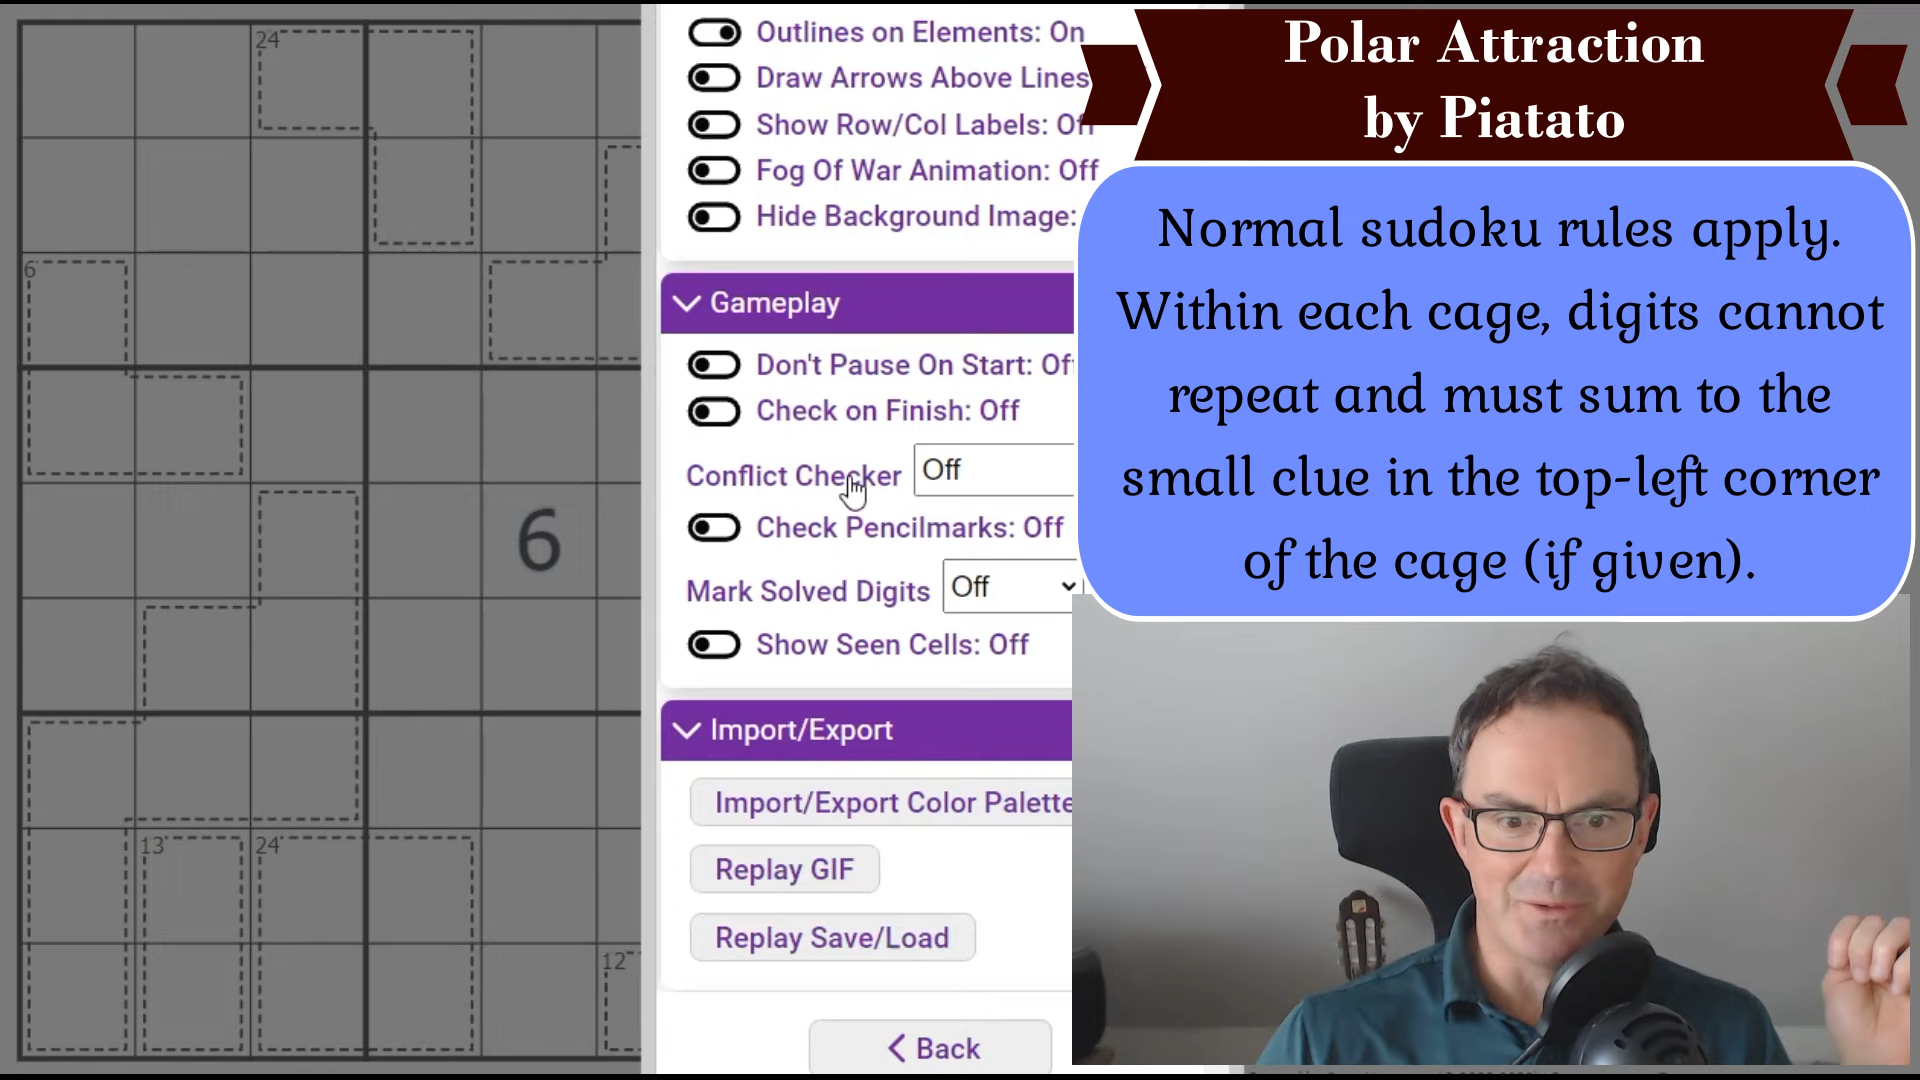 24
6
6
13
24
12
Outlines on Elements: On
Draw Arrows Above Lines
Show Row/Col Labels: Off
Fog Of War Animation: Off
Hide Background Image:
Gameplay
Don't Pause On Start: Off
Check on Finish: Off
Conflict Checker Off
Check Pencilmarks: Off
Mark Solved Digits Off
Show Seen Cells: Off
Import/Export
Import/Export Color Palette
Replay GIF
Replay Save/Load
Back
Polar Attraction
by Piatato
Normal sudoku rules apply.
Within each cage, digits cannot
repeat and must sum to the
small clue in the top-left corner
of the cage (if given).